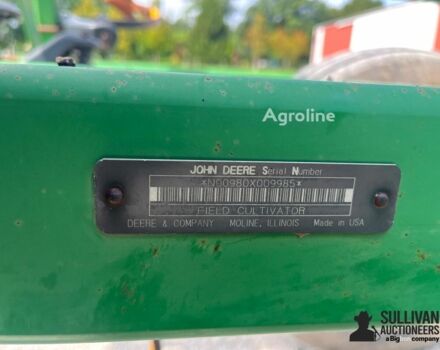 Agroline
JOHN DEERE Serial Number
*N00980X009985*
FIELD CULTIVATOR
DEERE & COMPANY MOLINE, ILLINOIS Made in USA
SULLIVAN
AUCTIONEERS
a Big iron company